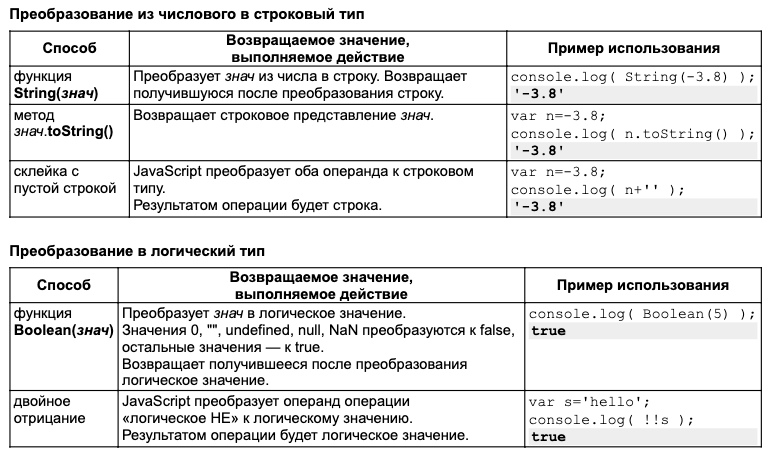 Преобразование из числового в строковый тип
Способ
Возвращаемое значение,
выполняемое действие
Пример использования
функция
String(знач)
Преобразует знач из числа в строку. Возвращает
получившуюся после преобразования строку.
console.log( String(-3.8) );
'-3.8'
метод
знач.toString()
Возвращает строковое представление знач.
var n=-3.8;
console.log( n.toString() );
'-3.8'
склейка с
пустой строкой
JavaScript преобразует оба операнда к строковом
типу.
Результатом операции будет строка.
var n=-3.8;
console.log( n+'' );
'-3.8'
Преобразование в логический тип
Способ
Возвращаемое значение,
выполняемое действие
Пример использования
функция
Boolean(знач)
Преобразует знач в логическое значение.
Значения 0, "", undefined, null, NaN преобразуются к false,
остальные значения — к true.
Возвращает получившееся после преобразования
логическое значение.
console.log( Boolean(5) );
true
двойное
отрицание
JavaScript преобразует операнд операции
«логическое НЕ» к логическому значению.
Результатом операции будет логическое значение.
var s='hello';
console.log( !!s );
true